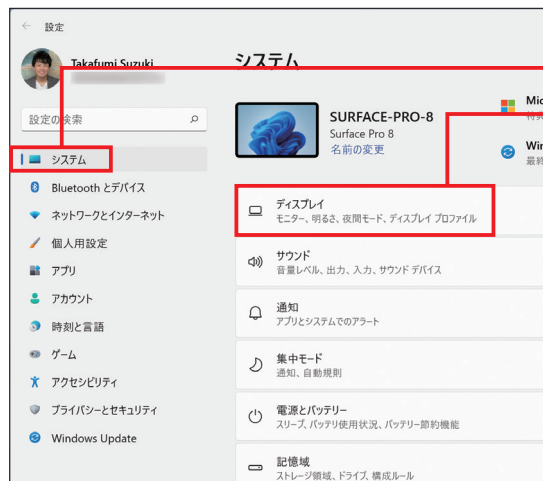 設定
Takafumi Suzuki
設定の検索
システム
Bluetooth とデバイス
ネットワークとインターネット
個人用設定
アプリ
アカウント
時刻と言語
ゲーム
アクセシビリティ
プライバシーとセキュリティ
Windows Update
システム
SURFACE-PRO-8
Surface Pro 8
名前の変更
Mic
特典
Win
最終
ディスプレイ
モニター、明るさ、夜間モード、ディスプレイ プロファイル
サウンド
音量レベル、出力、入力、サウンド デバイス
通知
アプリとシステムでのアラート
集中モード
通知、自動規則
電源とバッテリー
スリープ、バッテリ使用状況、バッテリー節約機能
記憶域
ストレージ領域、ドライブ、構成ルール